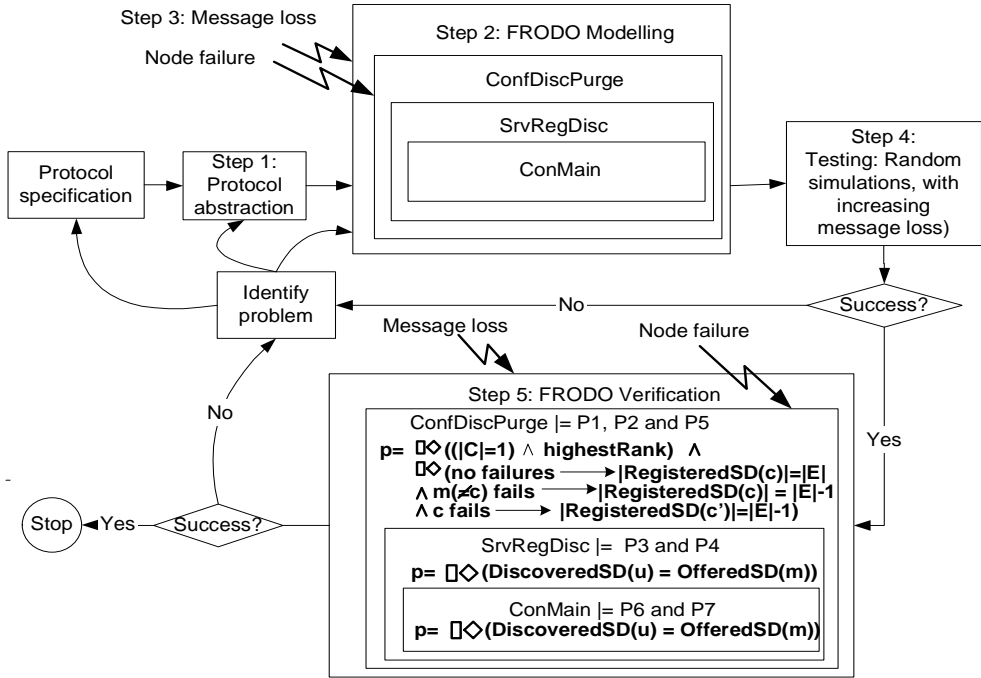 Step 3: Message loss
Node failure
Step 2: FRODO Modelling
ConfDiscPurge
SrvRegDisc
ConMain
Protocol
specification
Step 1:
Protocol
abstraction
Step 4:
Testing: Random
simulations, with
increasing
message loss)
Identify
problem
No
Success?
Message loss
Node failure
Yes
No
Step 5: FRODO Verification
ConfDiscPurge |= P1, P2 and P5
p= □◇((|C|=1) ∧ highestRank) ∧
□◇(no failures → |RegisteredSD(c)|=|E|
∧ m(≠c) fails → |RegisteredSD(c)| = |E|-1
∧ c fails → |RegisteredSD(c')|=|E|-1)
SrvRegDisc |= P3 and P4
p= □◇(DiscoveredSD(u) = OfferedSD(m))
ConMain |= P6 and P7
p= □◇(DiscoveredSD(u) = OfferedSD(m))
Stop
Yes
Success?